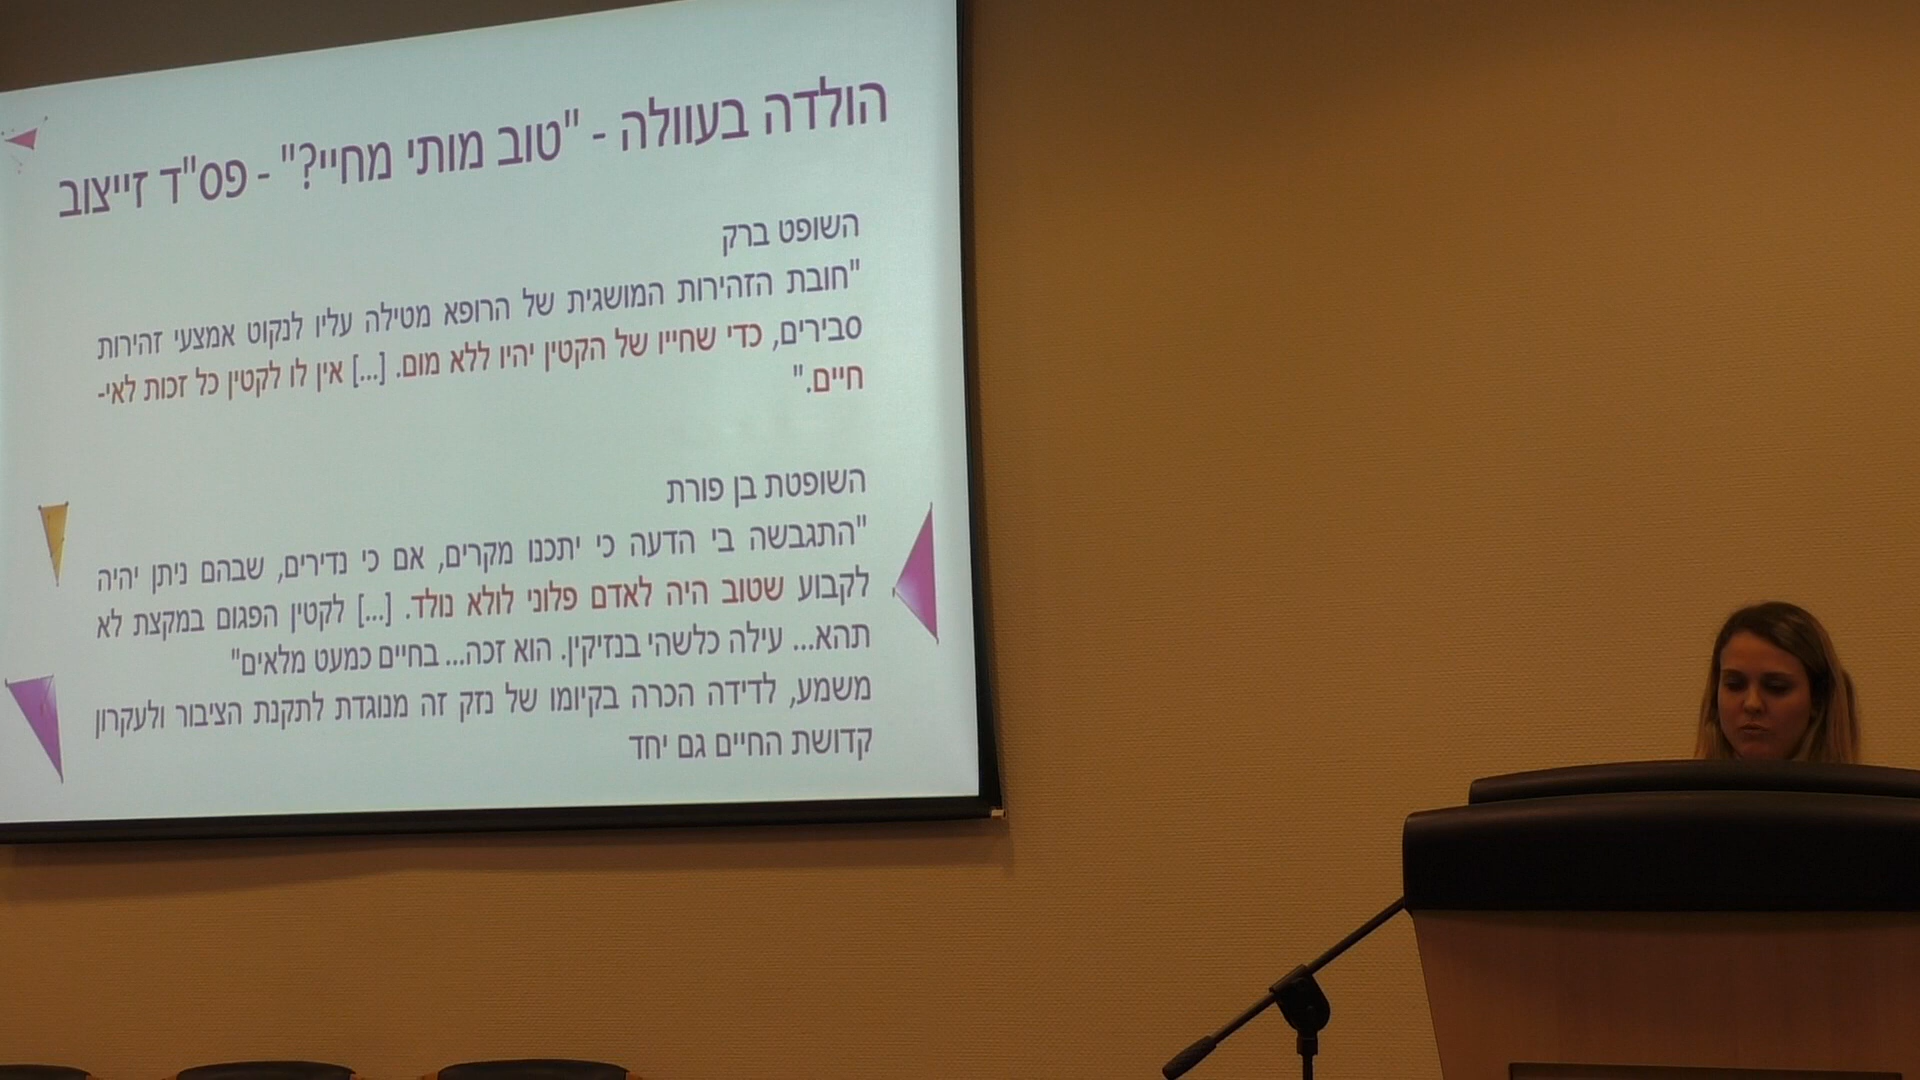 הולדה בעוולה - "טוב מותי מחיי?" - פס"ד זייצוב
השופט ברק
"חובת הזהירות המושגית של הרופא מטילה עליו לנקוט אמצעי זהירות
סבירים, כדי שחייו של הקטין יהיו ללא מום. [...] אין לו לקטין כל זכות לאי-
חיים."
השופטת בן פורת
"התגבשה בי הדעה כי יתכנו מקרים, אם כי נדירים, שבהם ניתן יהיה
לקבוע שטוב היה לאדם פלוני לולא נולד. [...] לקטין הפגום במקצת לא
תהא... עילה כלשהי בנזיקין. הוא זכה... בחיים כמעט מלאים"
משמע, לדידה הכרה בקיומו של נזק זה מנוגדת לתקנת הציבור ולעקרון
קדושת החיים גם יחד